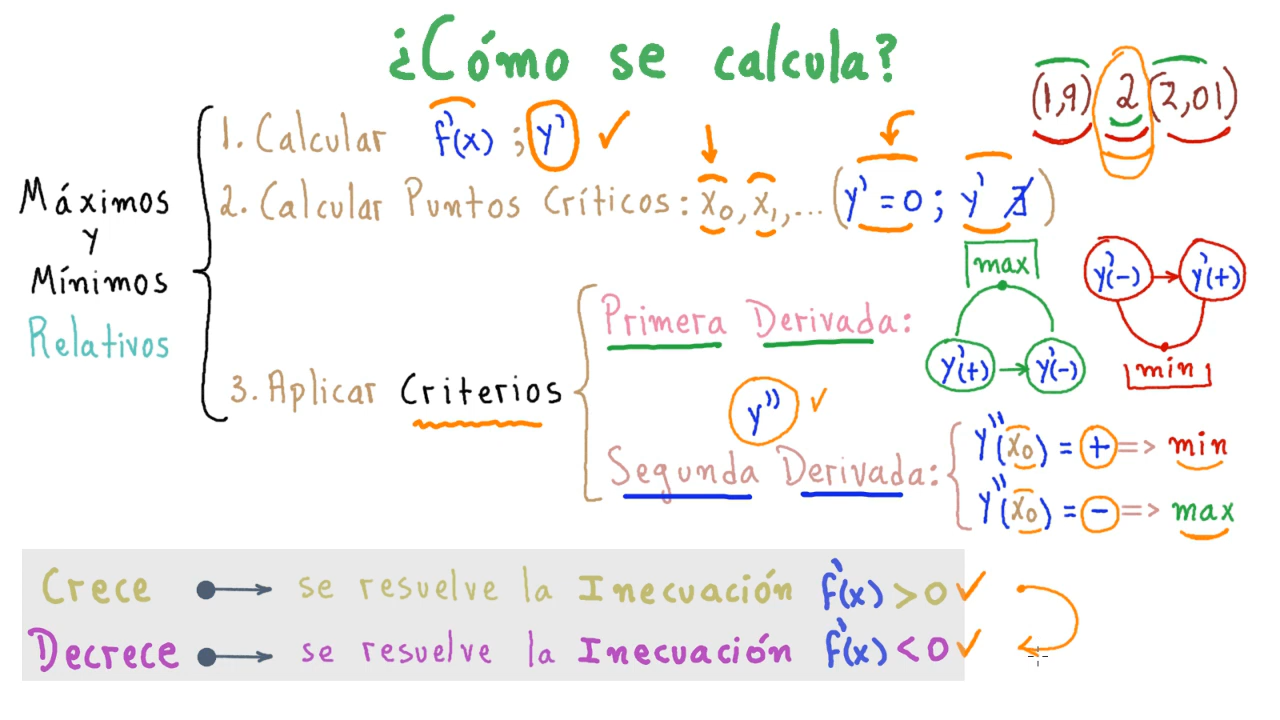 ¿Cómo se calcula?
(1,9) 2 (2,01)
Máximos
y
Mínimos
Relativos
1. Calcular f'(x) ; y' ✓
2. Calcular Puntos Críticos: x₀, x₁, ... (y' = 0 ; y' ∄)
3. Aplicar Criterios
Primera Derivada:
max
y'(+) → y'(-)
y'(-) → y'(+)
min
y'' ✓
Segunda Derivada:
y''(x₀) = + => min
y''(x₀) = - => max
Crece → se resuelve la Inecuación f'(x) > 0 ✓
Decrece → se resuelve la Inecuación f'(x) < 0 ✓